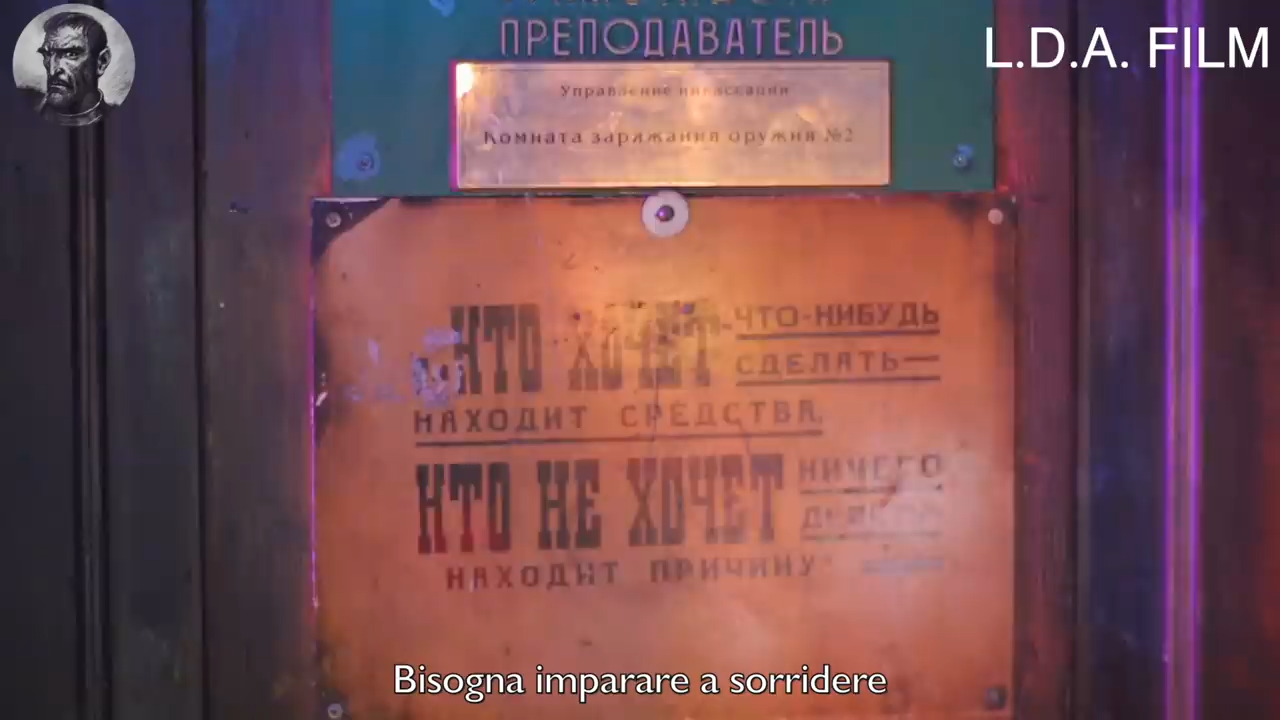 ПРЕПОДАВАТЕЛЬ
L.D.A. FILM
Управление инкассации
Комната заряжания оружия №2
..КТО ХОЧЕТ ЧТО-НИБУДЬ
СДЕЛАТЬ—
НАХОДИТ СРЕДСТВА,
КТО НЕ ХОЧЕТ НИЧЕГО
НАХОДИТ ПРИЧИНУ
Bisogna imparare a sorridere